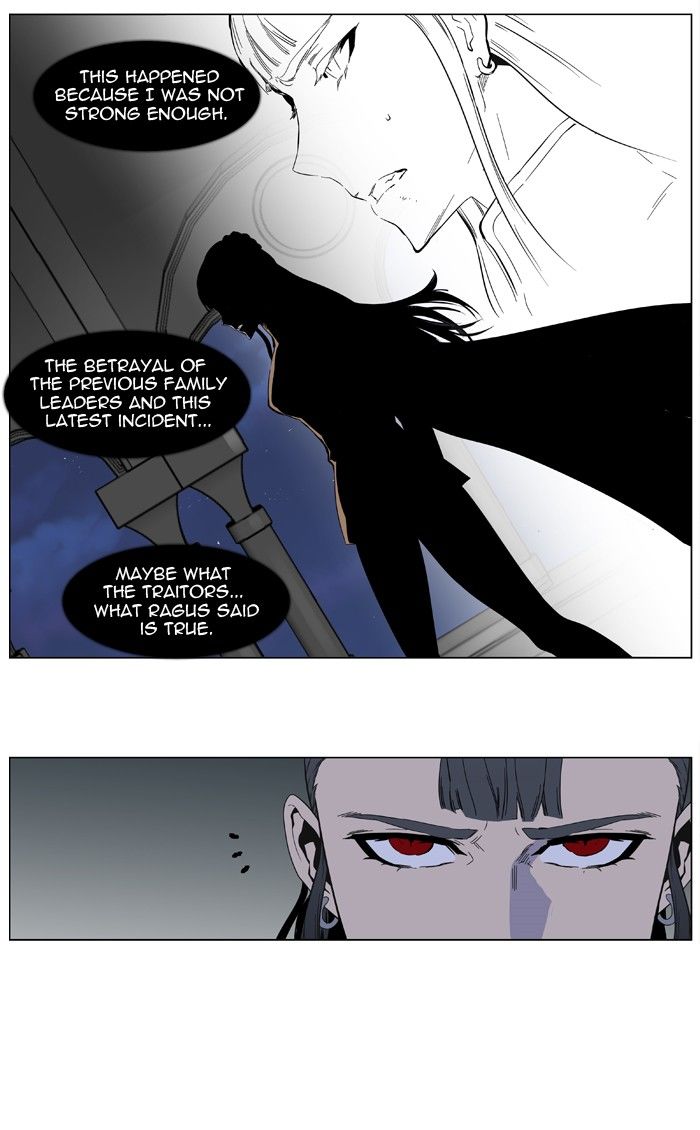 THIS HAPPENED
BECAUSE I WAS NOT
STRONG ENOUGH.
THE BETRAYAL OF
THE PREVIOUS FAMILY
LEADERS AND THIS
LATEST INCIDENT...
MAYBE WHAT
THE TRAITORS...
WHAT RAGUS SAID
IS TRUE.